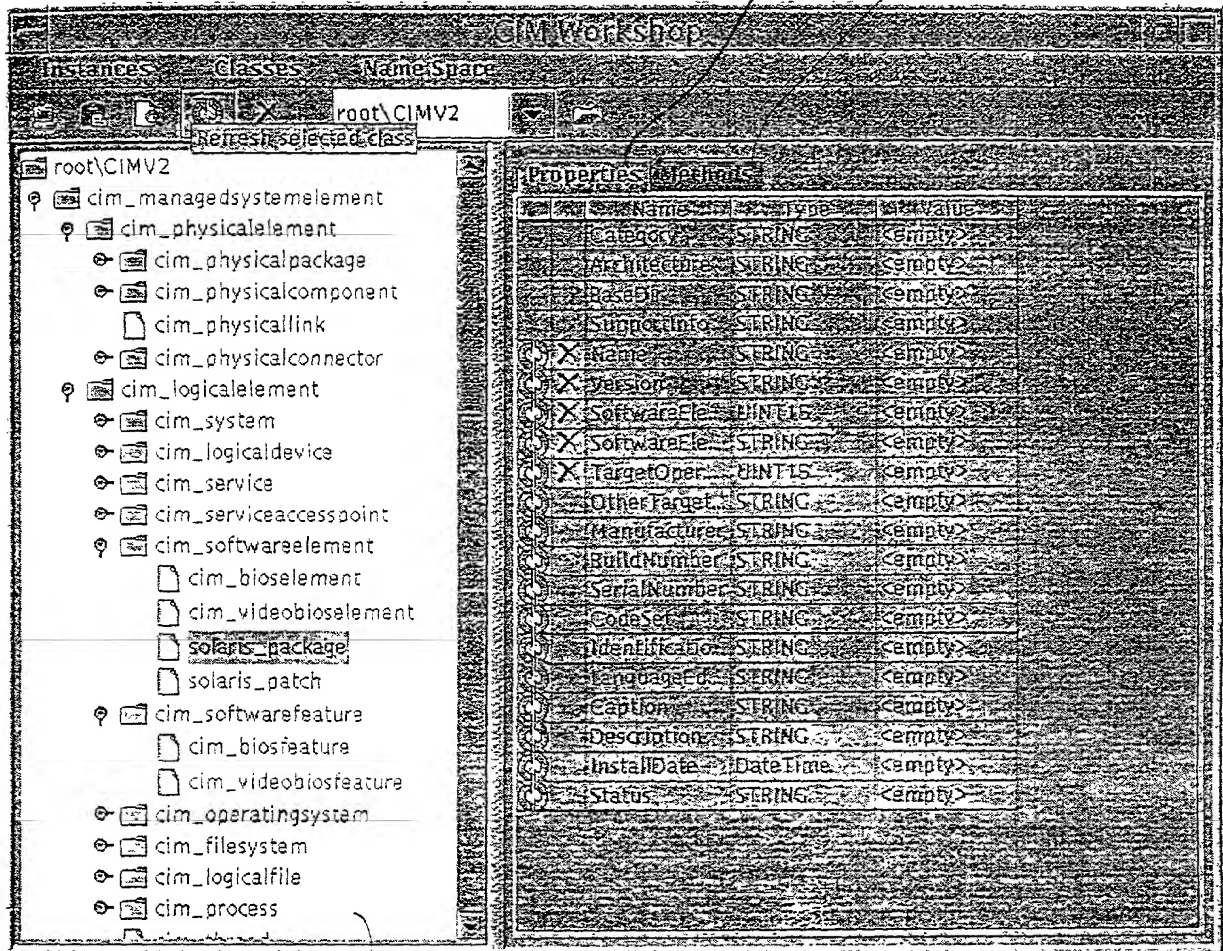 CIM Workshop
Instances Classes NameSpace
root\CIMV2
Refresh selected class
root\CIMV2
cim_managedsystemelement
cim_physicalelement
cim_physicalpackage
cim_physicalcomponent
cim_physicallink
cim_physicalconnector
cim_logicalelement
cim_system
cim_logicaldevice
cim_service
cim_serviceaccesspoint
cim_softwareelement
cim_bioselement
cim_videobioselement
solaris_package
solaris_patch
cim_softwarefeature
cim_biosfeature
cim_videobiosfeature
cim_operatingsystem
cim_filesystem
cim_logicalfile
cim_process
Properties Methods
Name Type Value
Category STRING <empty>
Architecture STRING <empty>
BaseDir STRING <empty>
SupportInfo STRING <empty>
Name STRING <empty>
Version STRING <empty>
SoftwareEle... UINT16 <empty>
SoftwareEle... STRING <empty>
TargetOper... UINT16 <empty>
OtherTarget... STRING <empty>
Manufacturer STRING <empty>
BuildNumber STRING <empty>
SerialNumber STRING <empty>
CodeSet STRING <empty>
Identificatio... STRING <empty>
LanguageEd... STRING <empty>
Caption STRING <empty>
Description STRING <empty>
InstallDate DateTime <empty>
Status STRING <empty>